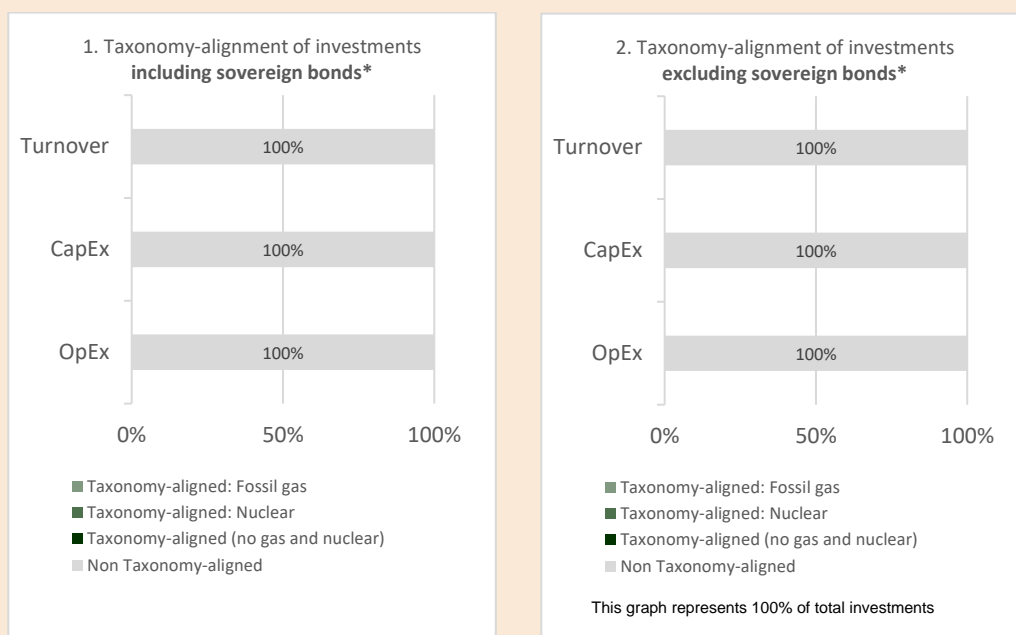 1. Taxonomy-alignment of investments
including sovereign bonds*
Turnover
100%
CapEx
100%
OpEx
100%
0%
50%
100%
Taxonomy-aligned: Fossil gas
Taxonomy-aligned: Nuclear
Taxonomy-aligned (no gas and nuclear)
Non Taxonomy-aligned
2. Taxonomy-alignment of investments
excluding sovereign bonds*
Turnover
100%
CapEx
100%
OpEx
100%
0%
50%
100%
Taxonomy-aligned: Fossil gas
Taxonomy-aligned: Nuclear
Taxonomy-aligned (no gas and nuclear)
Non Taxonomy-aligned
This graph represents 100% of total investments